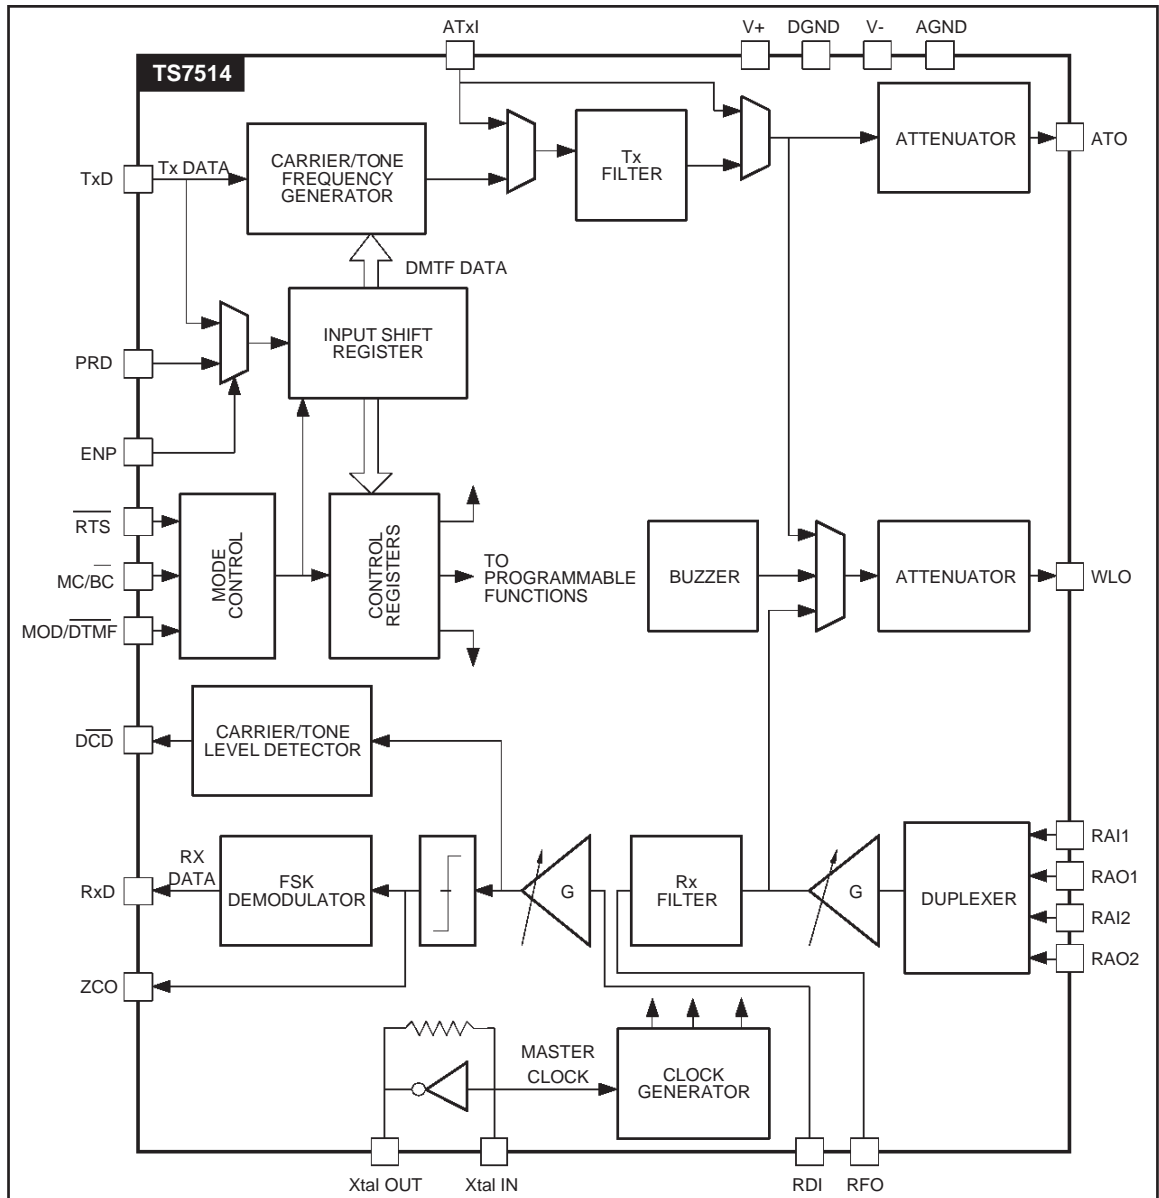 ATxI
V+
DGND
V-
AGND
TS7514
TxD
Tx DATA
CARRIER/TONE
FREQUENCY
GENERATOR
Tx
FILTER
ATTENUATOR
ATO
DMTF DATA
PRD
INPUT SHIFT
REGISTER
ENP
RTS
MC/BC
MOD/DTMF
MODE
CONTROL
CONTROL
REGISTERS
TO
PROGRAMMABLE
FUNCTIONS
BUZZER
ATTENUATOR
WLO
DCD
CARRIER/TONE
LEVEL DETECTOR
RxD
RX
DATA
FSK
DEMODULATOR
G
Rx
FILTER
G
DUPLEXER
RAI1
RAO1
RAI2
RAO2
ZCO
MASTER
CLOCK
CLOCK
GENERATOR
Xtal OUT
Xtal IN
RDI
RFO